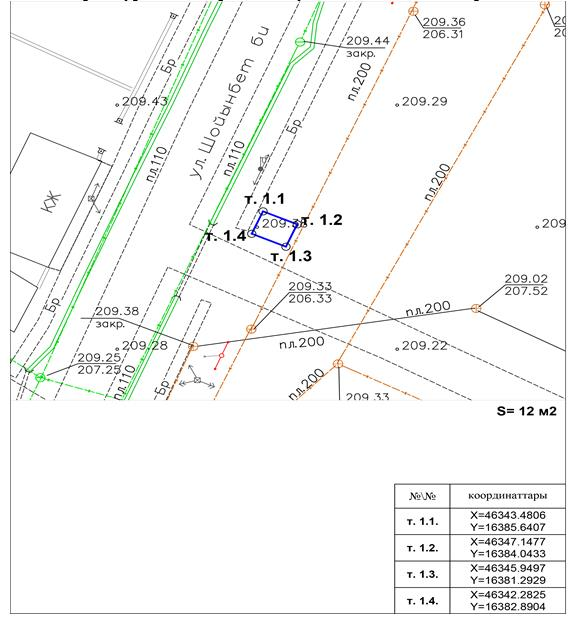 209.36
206.31
209.44
закр.
209.43
Бр
ул. Шойынбет би
пл.200
209.29
Бр
пл.110
пл.110
пл.200
КЖ
т. 1.1
т. 1.2
т. 1.4
т. 1.3
209
209.02
207.52
209.33
206.33
Бр
209.38
закр.
пл.200
209.28
пл.200
209.22
209.25
207.25
пл.110
Бр
пл.200
209.33
S= 12 м2
№\№ координаттары
т. 1.1. X=46343.4806
Y=16385.6407
т. 1.2. X=46347.1477
Y=16384.0433
т. 1.3. X=46345.9497
Y=16381.2929
т. 1.4. X=46342.2825
Y=16382.8904